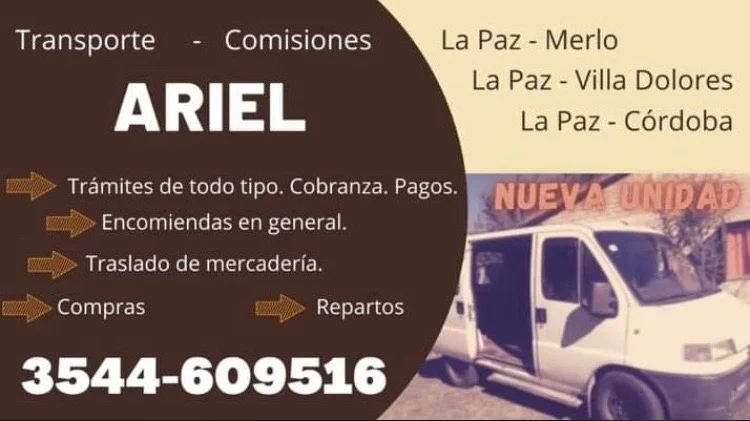 Transporte - Comisiones
ARIEL
La Paz - Merlo
La Paz - Villa Dolores
La Paz - Córdoba
Trámites de todo tipo. Cobranza. Pagos.
Encomiendas en general.
Traslado de mercadería.
Compras
Repartos
3544-609516
NUEVA UNIDAD